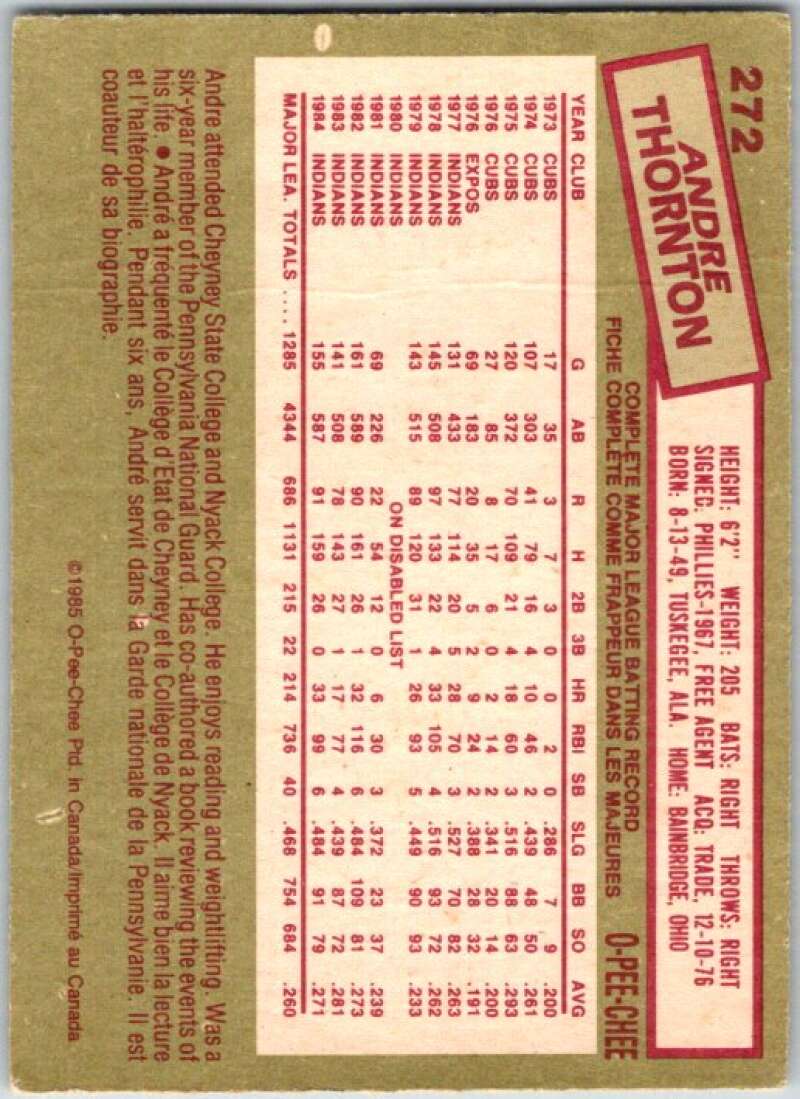 272
ANDRE
THORNTON
HEIGHT: 6'2" WEIGHT: 205 BATS: RIGHT THROWS: RIGHT
SIGNED: PHILLIES-1967, FREE AGENT ACQ: TRADE, 12-10-76
BORN: 8-13-49, TUSKEGEE, ALA. HOME: BAINBRIDGE, OHIO
COMPLETE MAJOR LEAGUE BATTING RECORD
FICHE COMPLÈTE COMME FRAPPEUR DANS LES MAJEURES
O-PEE-CHEE
YEAR CLUB G AB R H 2B 3B HR RBI SB SLG BB SO AVG
1973 CUBS 17 35 3 7 3 0 0 2 0 .286 7 9 .200
1974 CUBS 107 303 41 79 16 4 10 46 2 .439 48 50 .261
1975 CUBS 120 372 70 109 21 4 18 60 3 .516 88 63 .293
1976 CUBS 27 85 8 17 6 0 2 14 2 .341 20 14 .200
1976 EXPOS 69 183 20 35 5 2 9 24 2 .388 28 32 .191
1977 INDIANS 131 433 77 114 20 5 28 70 3 .527 70 82 .263
1978 INDIANS 145 508 97 133 22 4 33 105 4 .516 93 72 .262
1979 INDIANS 143 515 89 120 31 1 26 93 5 .449 90 93 .233
1980 INDIANS ON DISABLED LIST
1981 INDIANS 69 226 22 54 12 0 6 30 3 .372 23 37 .239
1982 INDIANS 161 589 90 161 26 1 32 116 6 .484 109 81 .273
1983 INDIANS 141 508 78 143 27 1 17 77 4 .439 87 72 .281
1984 INDIANS 155 587 91 159 26 0 33 99 6 .484 91 79 .271
MAJOR LEA. TOTALS .... 1285 4344 686 1131 215 22 214 736 40 .468 754 684 .260
Andre attended Cheyney State College and Nyack College. He enjoys reading and weightlifting. Was a
six-year member of the Pennsylvania National Guard. Has co-authored a book reviewing the events of
his life. • André a fréquenté le Collège d'Etat de Cheyney et le Collège de Nyack. Il aime bien la lecture
et l'haltérophilie. Pendant six ans, André servit dans la Garde nationale de la Pennsylvanie. Il est
coauteur de sa biographie.
©1985 O-Pee-Chee Ptd. in Canada/Imprimé au Canada